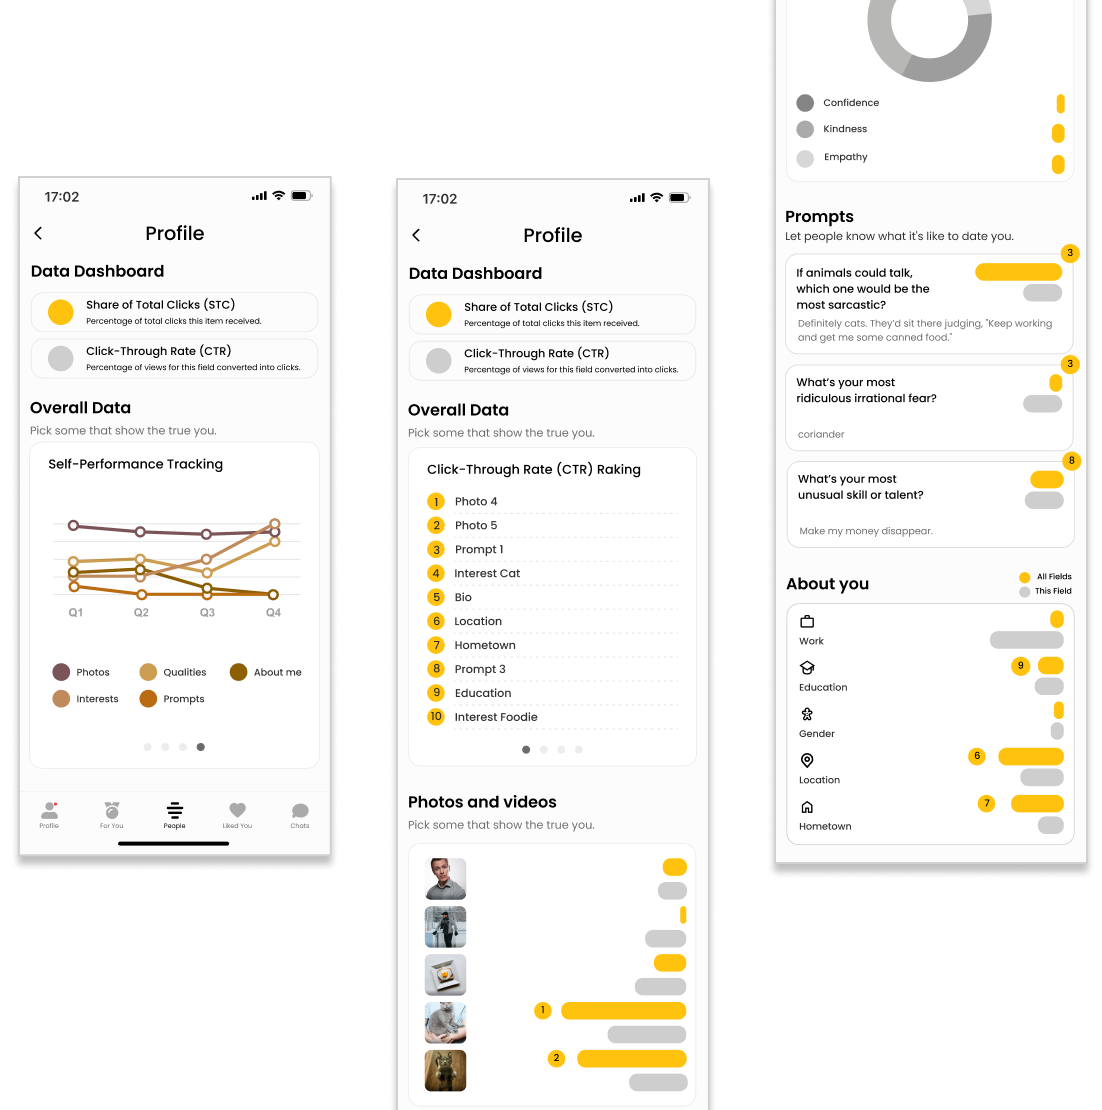 17:02
Profile
Data Dashboard
Share of Total Clicks (STC)
Percentage of total clicks this item received.
Click-Through Rate (CTR)
Percentage of views for this field converted into clicks.
Overall Data
Pick some that show the true you.
Self-Performance Tracking
Q1 Q2 Q3 Q4
Photos Qualities About me
Interests Prompts
Profile For You People Liked You Chats
17:02
Profile
Data Dashboard
Share of Total Clicks (STC)
Percentage of total clicks this item received.
Click-Through Rate (CTR)
Percentage of views for this field converted into clicks.
Overall Data
Pick some that show the true you.
Click-Through Rate (CTR) Raking
1 Photo 4
2 Photo 5
3 Prompt 1
4 Interest Cat
5 Bio
6 Location
7 Hometown
8 Prompt 3
9 Education
10 Interest Foodie
Photos and videos
Pick some that show the true you.
1
2
Confidence
Kindness
Empathy
Prompts
Let people know what it's like to date you.
3
If animals could talk,
which one would be the
most sarcastic?
Definitely cats. They'd sit there judging, "Keep working
and get me some canned food."
3
What's your most
ridiculous irrational fear?
coriander
8
What's your most
unusual skill or talent?
Make my money disappear.
About you
All Fields
This Field
Work
9
Education
Gender
6
Location
7
Hometown